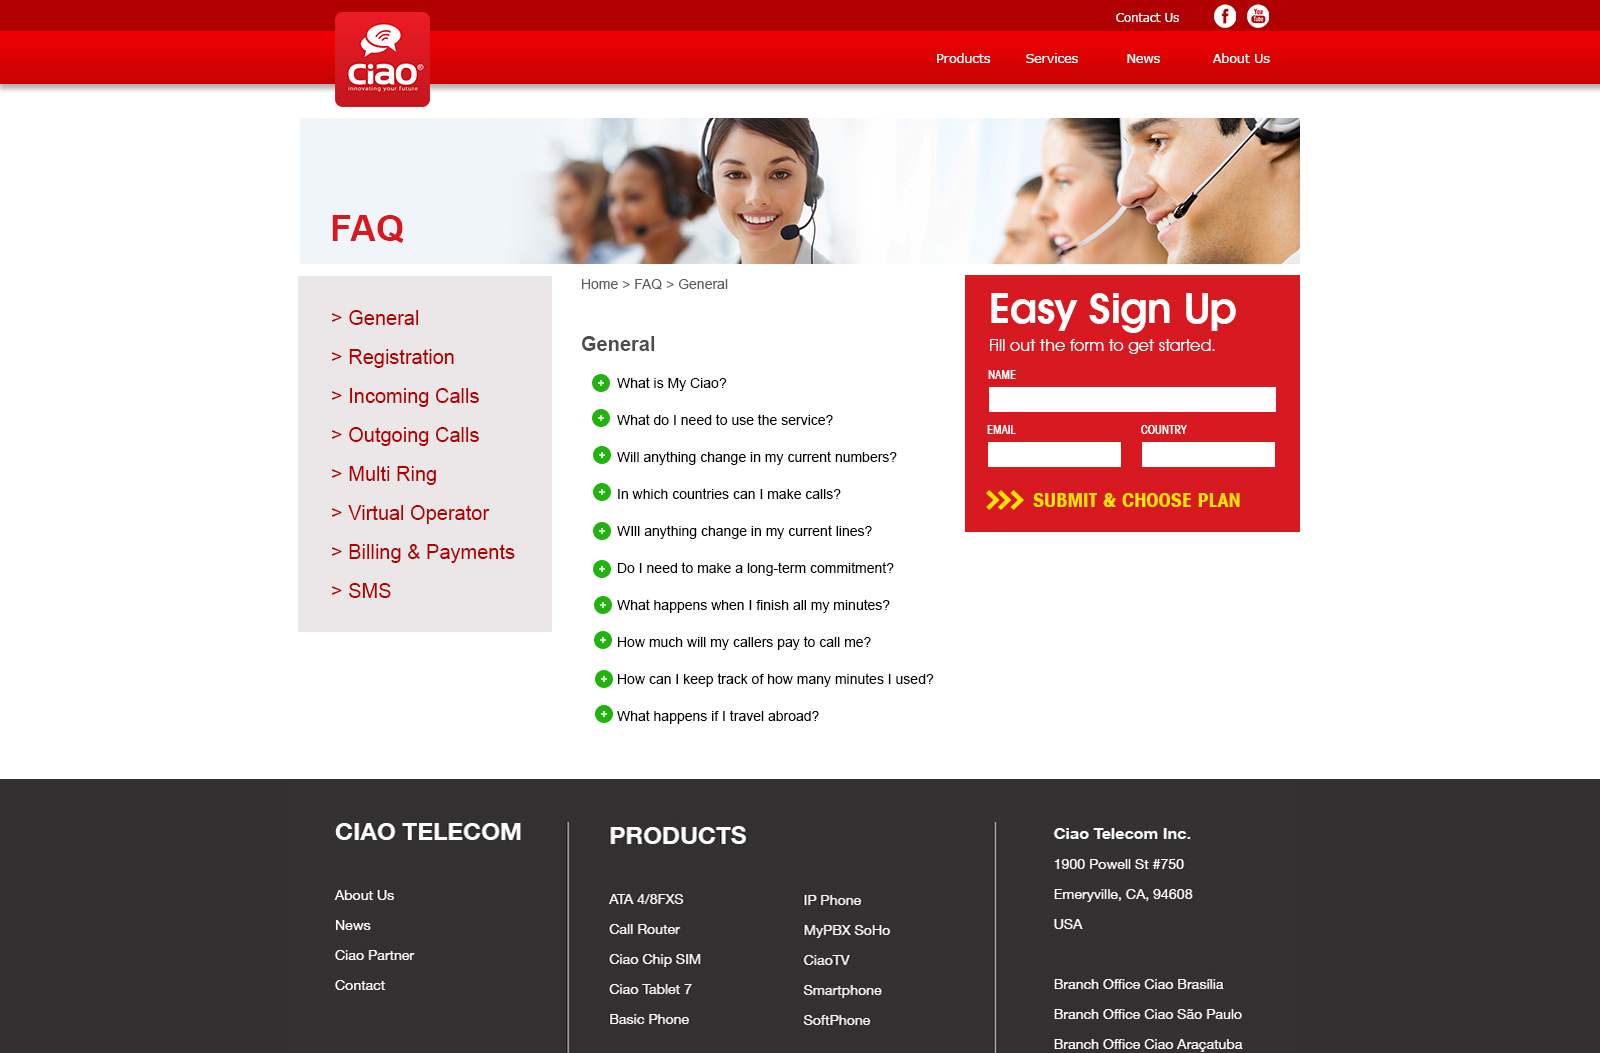 Contact Us
You
Tube
ciao®
innovating your future
Products
Services
News
About Us
FAQ
> General
> Registration
> Incoming Calls
> Outgoing Calls
> Multi Ring
> Virtual Operator
> Billing & Payments
> SMS
Home > FAQ > General
General
What is My Ciao?
What do I need to use the service?
Will anything change in my current numbers?
In which countries can I make calls?
WIll anything change in my current lines?
Do I need to make a long-term commitment?
What happens when I finish all my minutes?
How much will my callers pay to call me?
How can I keep track of how many minutes I used?
What happens if I travel abroad?
Easy Sign Up
Fill out the form to get started.
NAME
EMAIL
COUNTRY
SUBMIT & CHOOSE PLAN
CIAO TELECOM
About Us
News
Ciao Partner
Contact
PRODUCTS
ATA 4/8FXS
Call Router
Ciao Chip SIM
Ciao Tablet 7
Basic Phone
IP Phone
MyPBX SoHo
CiaoTV
Smartphone
SoftPhone
Ciao Telecom Inc.
1900 Powell St #750
Emeryville, CA, 94608
USA
Branch Office Ciao Brasília
Branch Office Ciao São Paulo
Branch Office Ciao Araçatuba